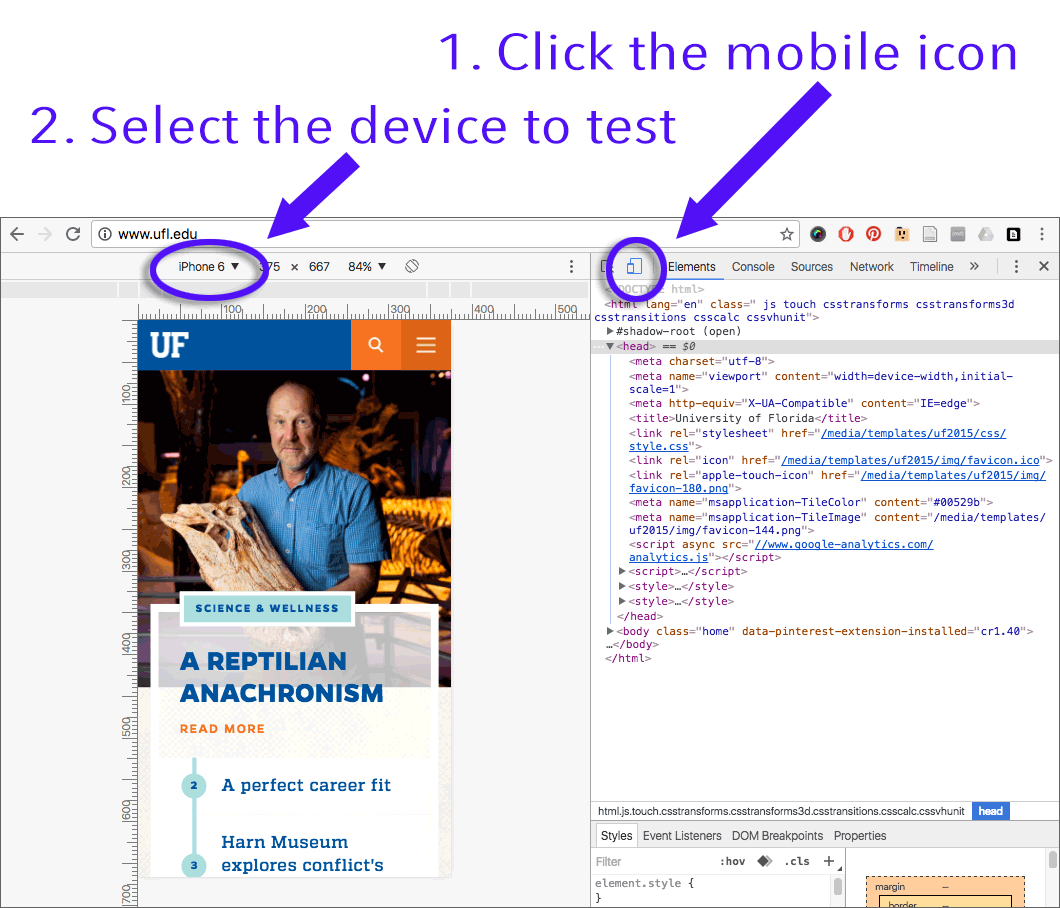 1. Click the mobile icon
2. Select the device to test
www.ufl.edu
iPhone 6 ▼ 375 × 667 84% ▼
Elements Console Sources Network Timeline »
100 200 300 400 500
100
200
300
400
500
600
700
UF
SCIENCE & WELLNESS
A REPTILIAN
ANACHRONISM
READ MORE
2 A perfect career fit
Harn Museum
3 explores conflict's
<!DOCTYPE html>
<html lang="en" class=" js touch csstransforms csstransforms3d
csstransitions csscalc cssvhunit">
▶#shadow-root (open)
…▼<head> == $0
<meta charset="utf-8">
<meta name="viewport" content="width=device-width,initial-
scale=1">
<meta http-equiv="X-UA-Compatible" content="IE=edge">
<title>University of Florida</title>
<link rel="stylesheet" href="/media/templates/uf2015/css/
style.css">
<link rel="icon" href="/media/templates/uf2015/img/favicon.ico">
<link rel="apple-touch-icon" href="/media/templates/uf2015/img/
favicon-180.png">
<meta name="msapplication-TileColor" content="#00529b">
<meta name="msapplication-TileImage" content="/media/templates/
uf2015/img/favicon-144.png">
<script async src="//www.google-analytics.com/
analytics.js"></script>
▶<script>…</script>
▶<style>…</style>
▶<style>…</style>
</head>
▶<body class="home" data-pinterest-extension-installed="cr1.40">
…</body>
</html>
html.js.touch.csstransforms.csstransforms3d.csstransitions.csscalc.cssvhunit head
Styles Event Listeners DOM Breakpoints Properties
Filter :hov .cls +
element.style {
}
margin –
border –